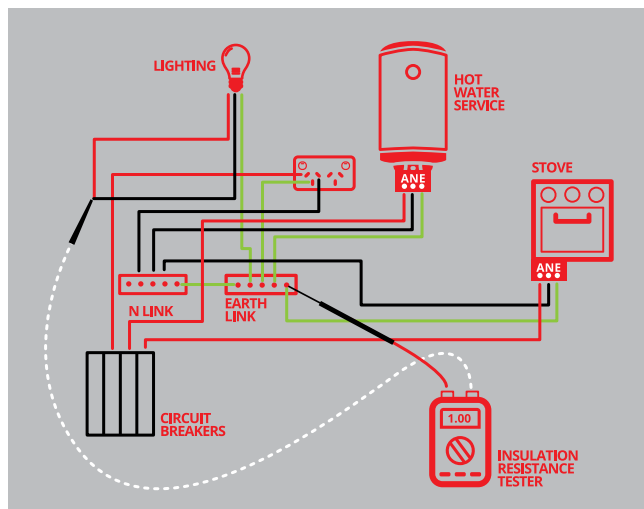 LIGHTING
HOT
WATER
SERVICE
ANE
STOVE
ANE
N LINK
EARTH
LINK
CIRCUIT
BREAKERS
1.00
INSULATION
RESISTANCE
TESTER